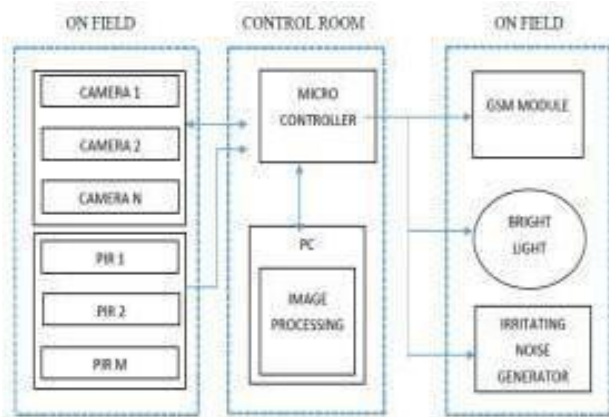 ON FIELD
CAMERA 1
CAMERA 2
CAMERA N
PIR 1
PIR 2
PIR M
CONTROL ROOM
MICRO
CONTROLLER
PC
IMAGE
PROCESSING
ON FIELD
GSM MODULE
BRIGHT
LIGHT
IRRITATING
NOISE
GENERATOR